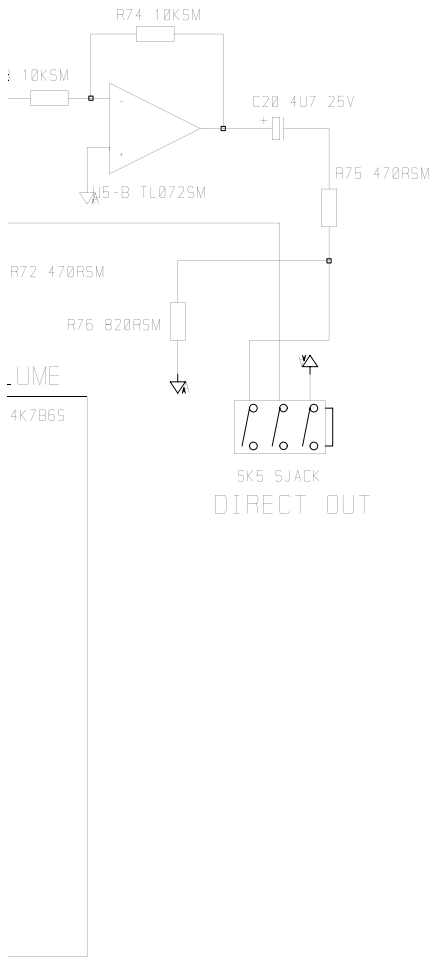 R74 10KSM
10KSM
C20 4U7 25V
- 
+
+
R75 470RSM
U5-B TL072SM
A
R72 470RSM
R76 820RSM
A
A
LUME
4K7B6S
SK5 SJACK
DIRECT OUT